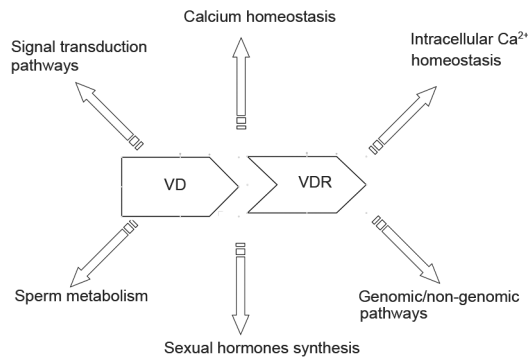 Calcium homeostasis
Signal transduction
pathways
Intracellular Ca²⁺
homeostasis
VD
VDR
Sperm metabolism
Genomic/non-genomic
pathways
Sexual hormones synthesis